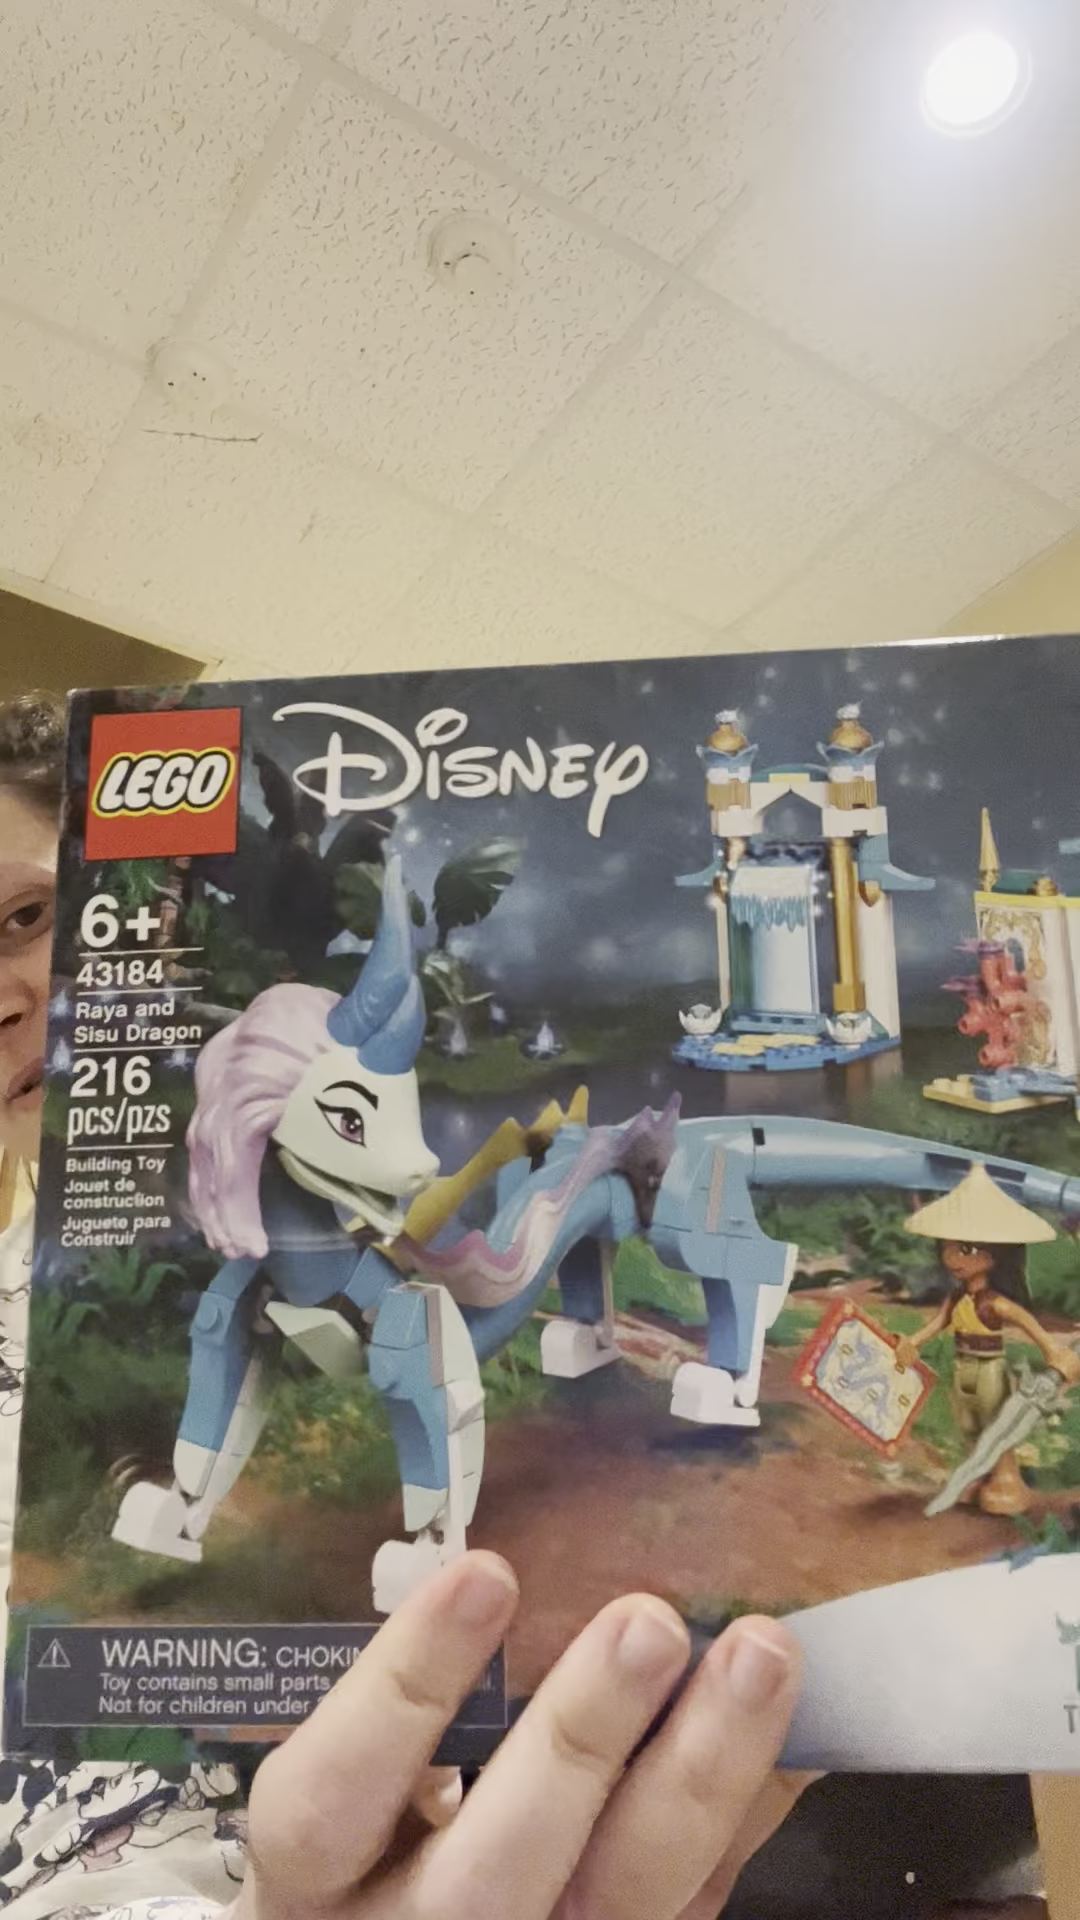 LEGO
Disney
6+
43184
Raya and
Sisu Dragon
216
pcs/pzs
Building Toy
Jouet de
construction
Juguete para
Construir
WARNING:
Toy contains small parts
Not for children under